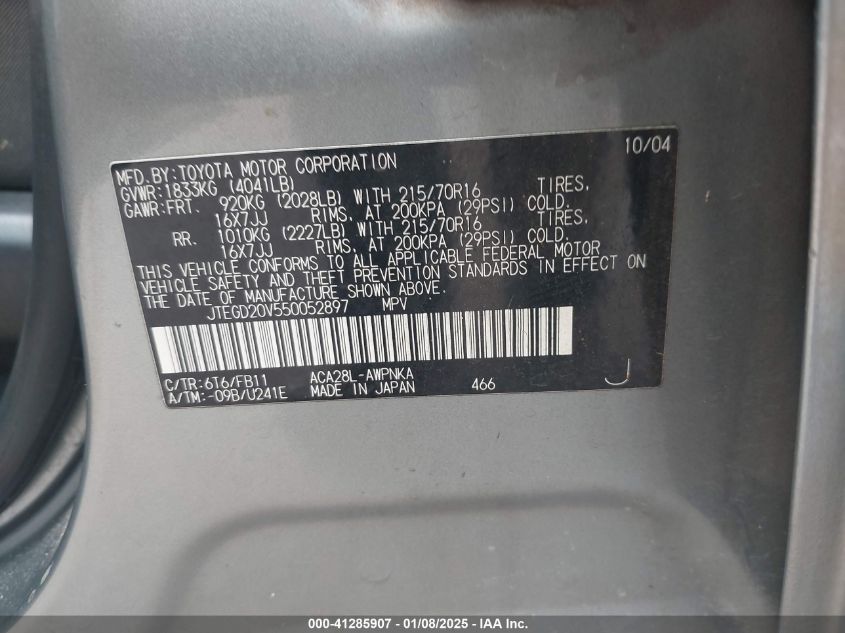 10/04
MFD.BY:TOYOTA MOTOR CORPORATION
GVWR:1833KG (4041LB)
GAWR:FRT. 920KG (2028LB) WITH 215/70R16 TIRES,
16X7JJ RIMS, AT 200KPA (29PSI) COLD.
RR. 1010KG (2227LB) WITH 215/70R16 TIRES,
16X7JJ RIMS, AT 200KPA (29PSI) COLD.
THIS VEHICLE CONFORMS TO ALL APPLICABLE FEDERAL MOTOR
VEHICLE SAFETY AND THEFT PREVENTION STANDARDS IN EFFECT ON
THE DATE OF MANUFACTURE SHOWN ABOVE.
JTEGD20V550052897 MPV
C/TR:6T6/FB11 ACA28L-AWPNKA
A/TM:-09B/U241E MADE IN JAPAN 466 J
000-41285907 - 01/08/2025 - IAA Inc.